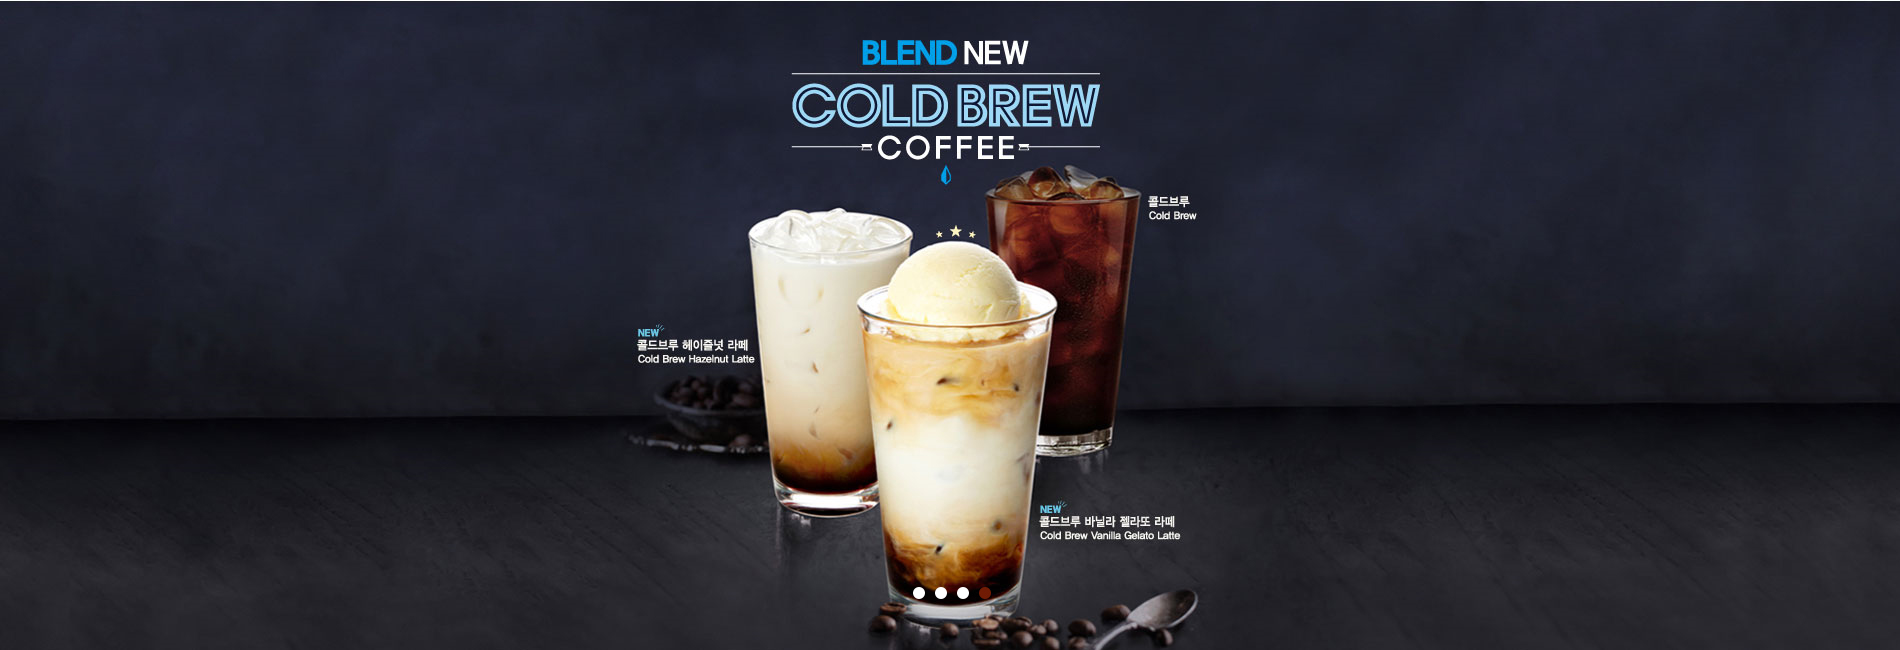 BLEND NEW
COLD BREW
COFFEE
콜드브루
Cold Brew
NEW
콜드브루 헤이즐넛 라떼
Cold Brew Hazelnut Latte
NEW
콜드브루 바닐라 젤라또 라떼
Cold Brew Vanilla Gelato Latte